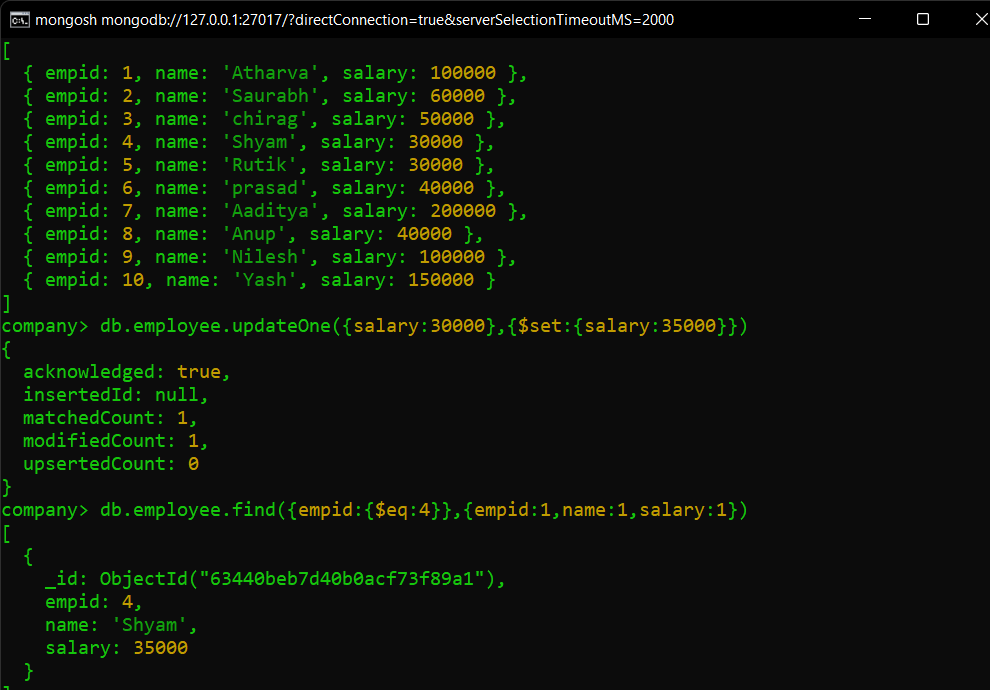 mongosh mongodb://127.0.0.1:27017/?directConnection=true&serverSelectionTimeoutMS=2000
[
  { empid: 1, name: 'Atharva', salary: 100000 },
  { empid: 2, name: 'Saurabh', salary: 60000 },
  { empid: 3, name: 'chirag', salary: 50000 },
  { empid: 4, name: 'Shyam', salary: 30000 },
  { empid: 5, name: 'Rutik', salary: 30000 },
  { empid: 6, name: 'prasad', salary: 40000 },
  { empid: 7, name: 'Aaditya', salary: 200000 },
  { empid: 8, name: 'Anup', salary: 40000 },
  { empid: 9, name: 'Nilesh', salary: 100000 },
  { empid: 10, name: 'Yash', salary: 150000 }
]
company> db.employee.updateOne({salary:30000},{$set:{salary:35000}})
{
  acknowledged: true,
  insertedId: null,
  matchedCount: 1,
  modifiedCount: 1,
  upsertedCount: 0
}
company> db.employee.find({empid:{$eq:4}},{empid:1,name:1,salary:1})
[
  {
    _id: ObjectId("63440beb7d40b0acf73f89a1"),
    empid: 4,
    name: 'Shyam',
    salary: 35000
  }
]